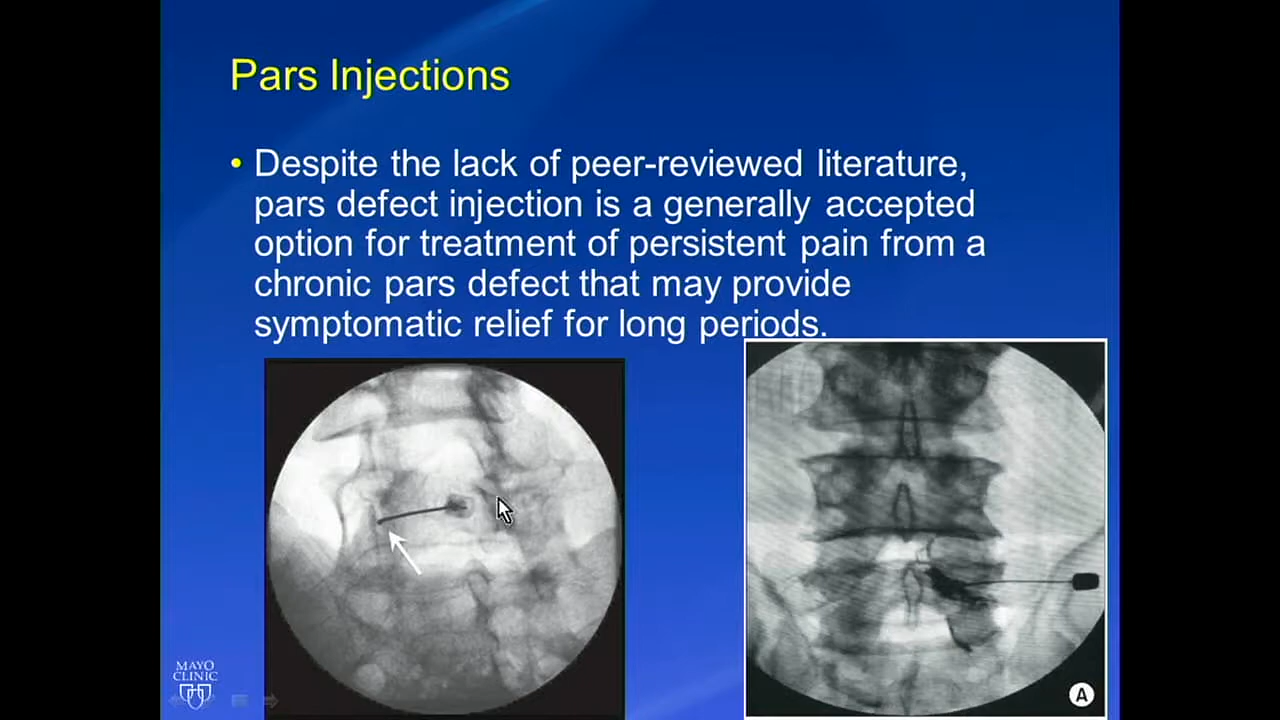 Pars Injections
• Despite the lack of peer-reviewed literature,
pars defect injection is a generally accepted
option for treatment of persistent pain from a
chronic pars defect that may provide
symptomatic relief for long periods.
MAYO
CLINIC
A